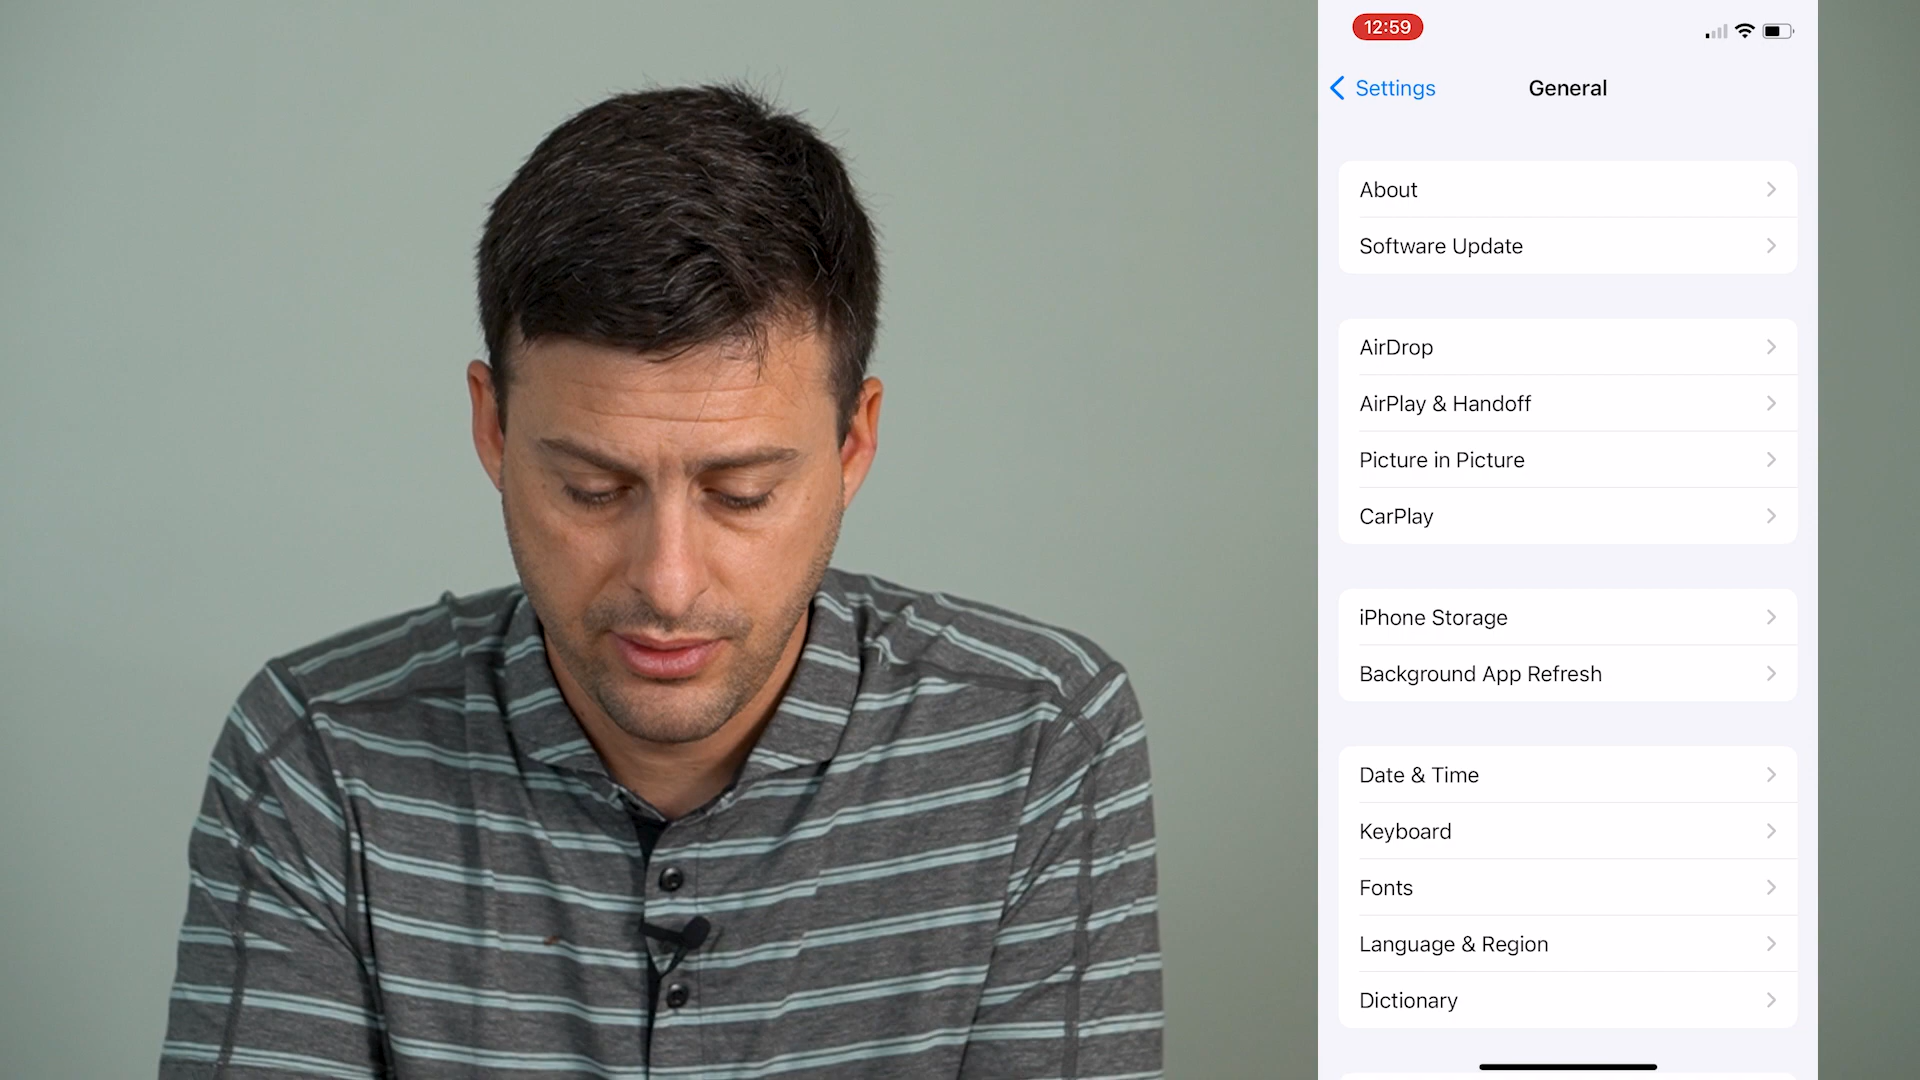 12:59
Settings
General
About
Software Update
AirDrop
AirPlay & Handoff
Picture in Picture
CarPlay
iPhone Storage
Background App Refresh
Date & Time
Keyboard
Fonts
Language & Region
Dictionary